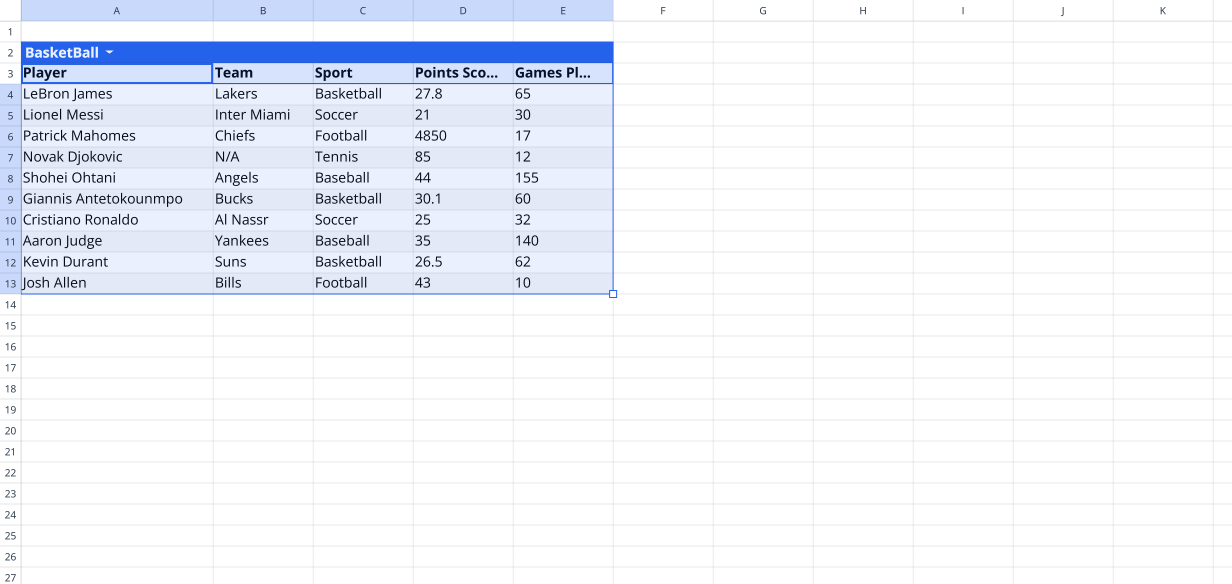 A B C D E F G H I J K
1
2 BasketBall
3 Player Team Sport Points Sco... Games Pl...
4 LeBron James Lakers Basketball 27.8 65
5 Lionel Messi Inter Miami Soccer 21 30
6 Patrick Mahomes Chiefs Football 4850 17
7 Novak Djokovic N/A Tennis 85 12
8 Shohei Ohtani Angels Baseball 44 155
9 Giannis Antetokounmpo Bucks Basketball 30.1 60
10 Cristiano Ronaldo Al Nassr Soccer 25 32
11 Aaron Judge Yankees Baseball 35 140
12 Kevin Durant Suns Basketball 26.5 62
13 Josh Allen Bills Football 43 10
14
15
16
17
18
19
20
21
22
23
24
25
26
27